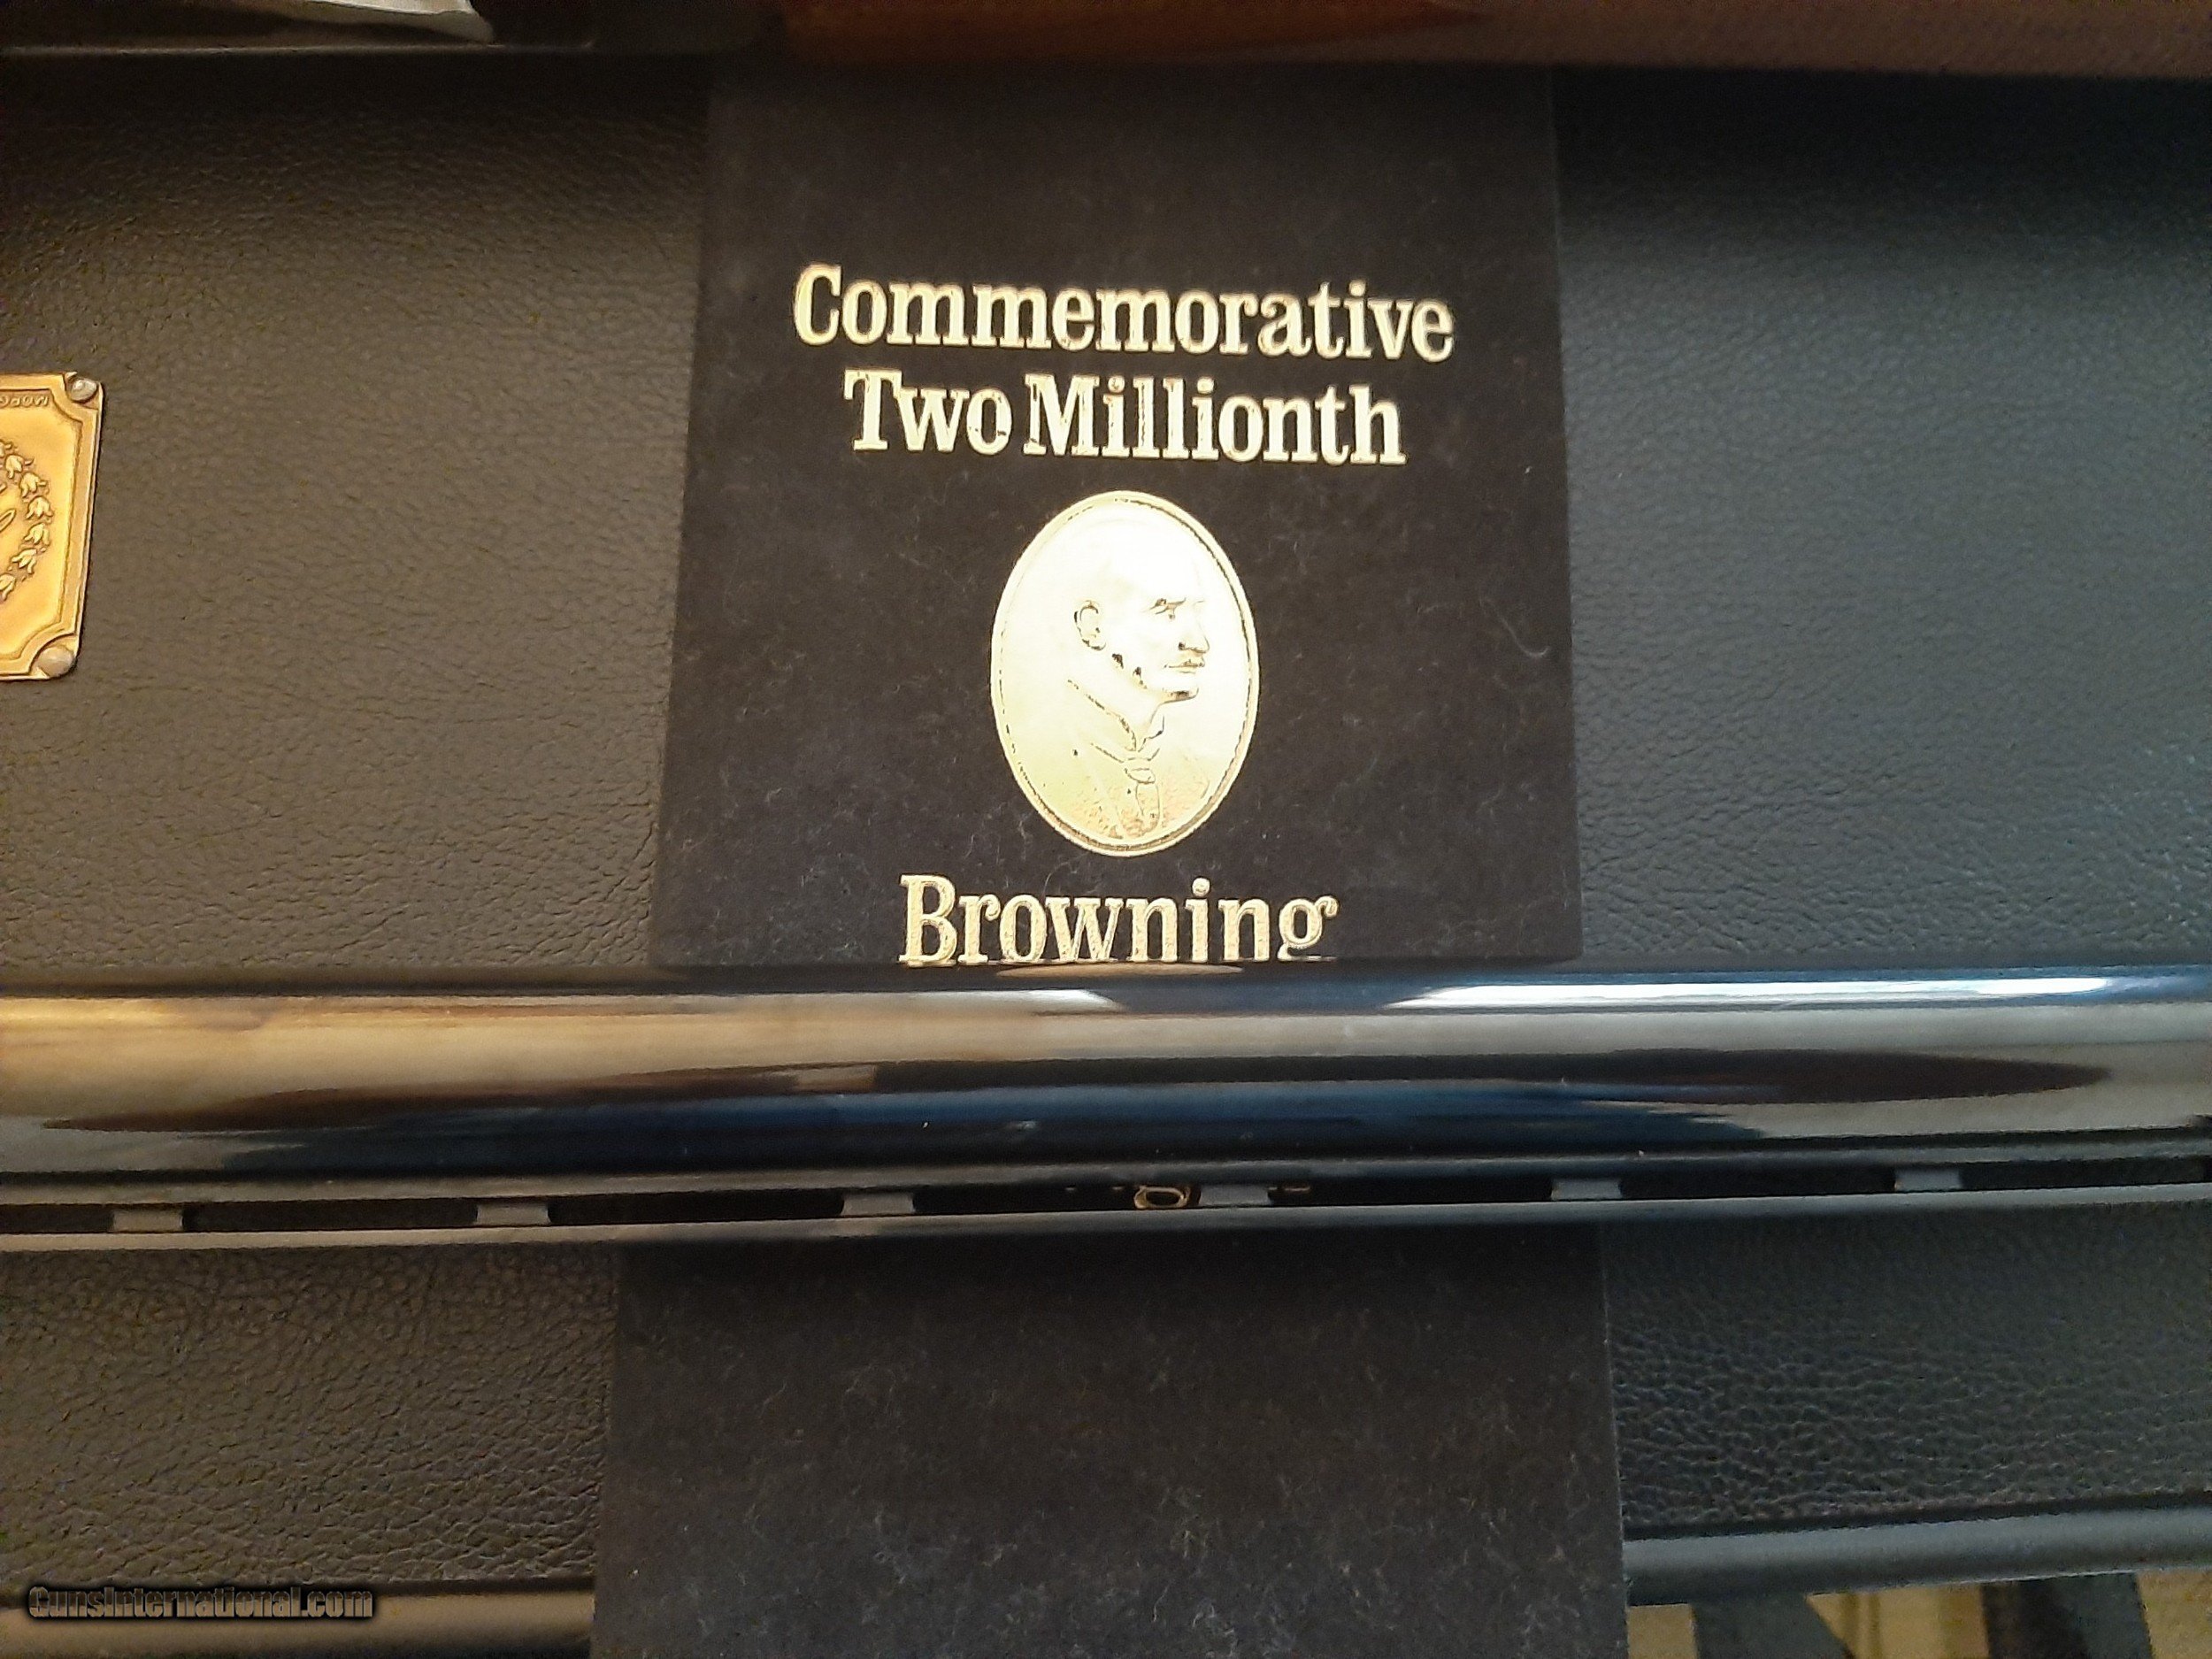 Commemorative
Two Millionth
Browning
GunsInternational.com